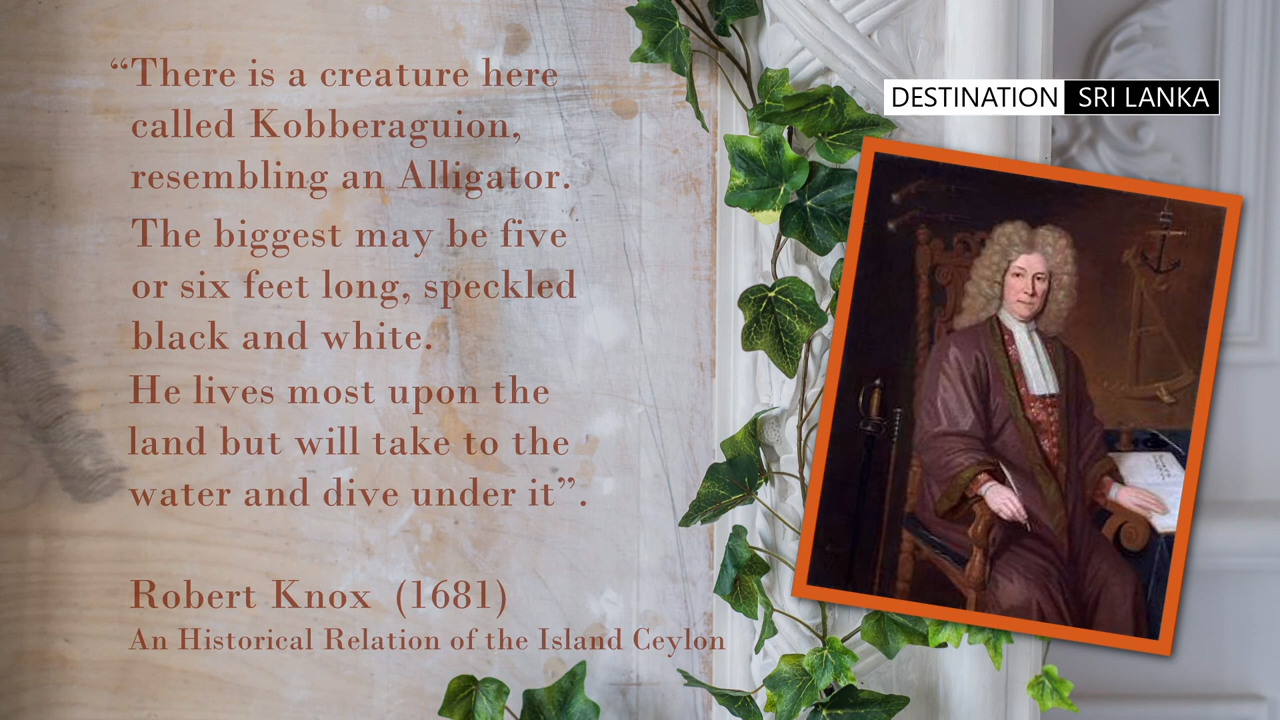 “There is a creature here
called Kobberaguion,
resembling an Alligator.
The biggest may be five
or six feet long, speckled
black and white.
He lives most upon the
land but will take to the
water and dive under it”.
Robert Knox (1681)
An Historical Relation of the Island Ceylon
DESTINATION SRI LANKA